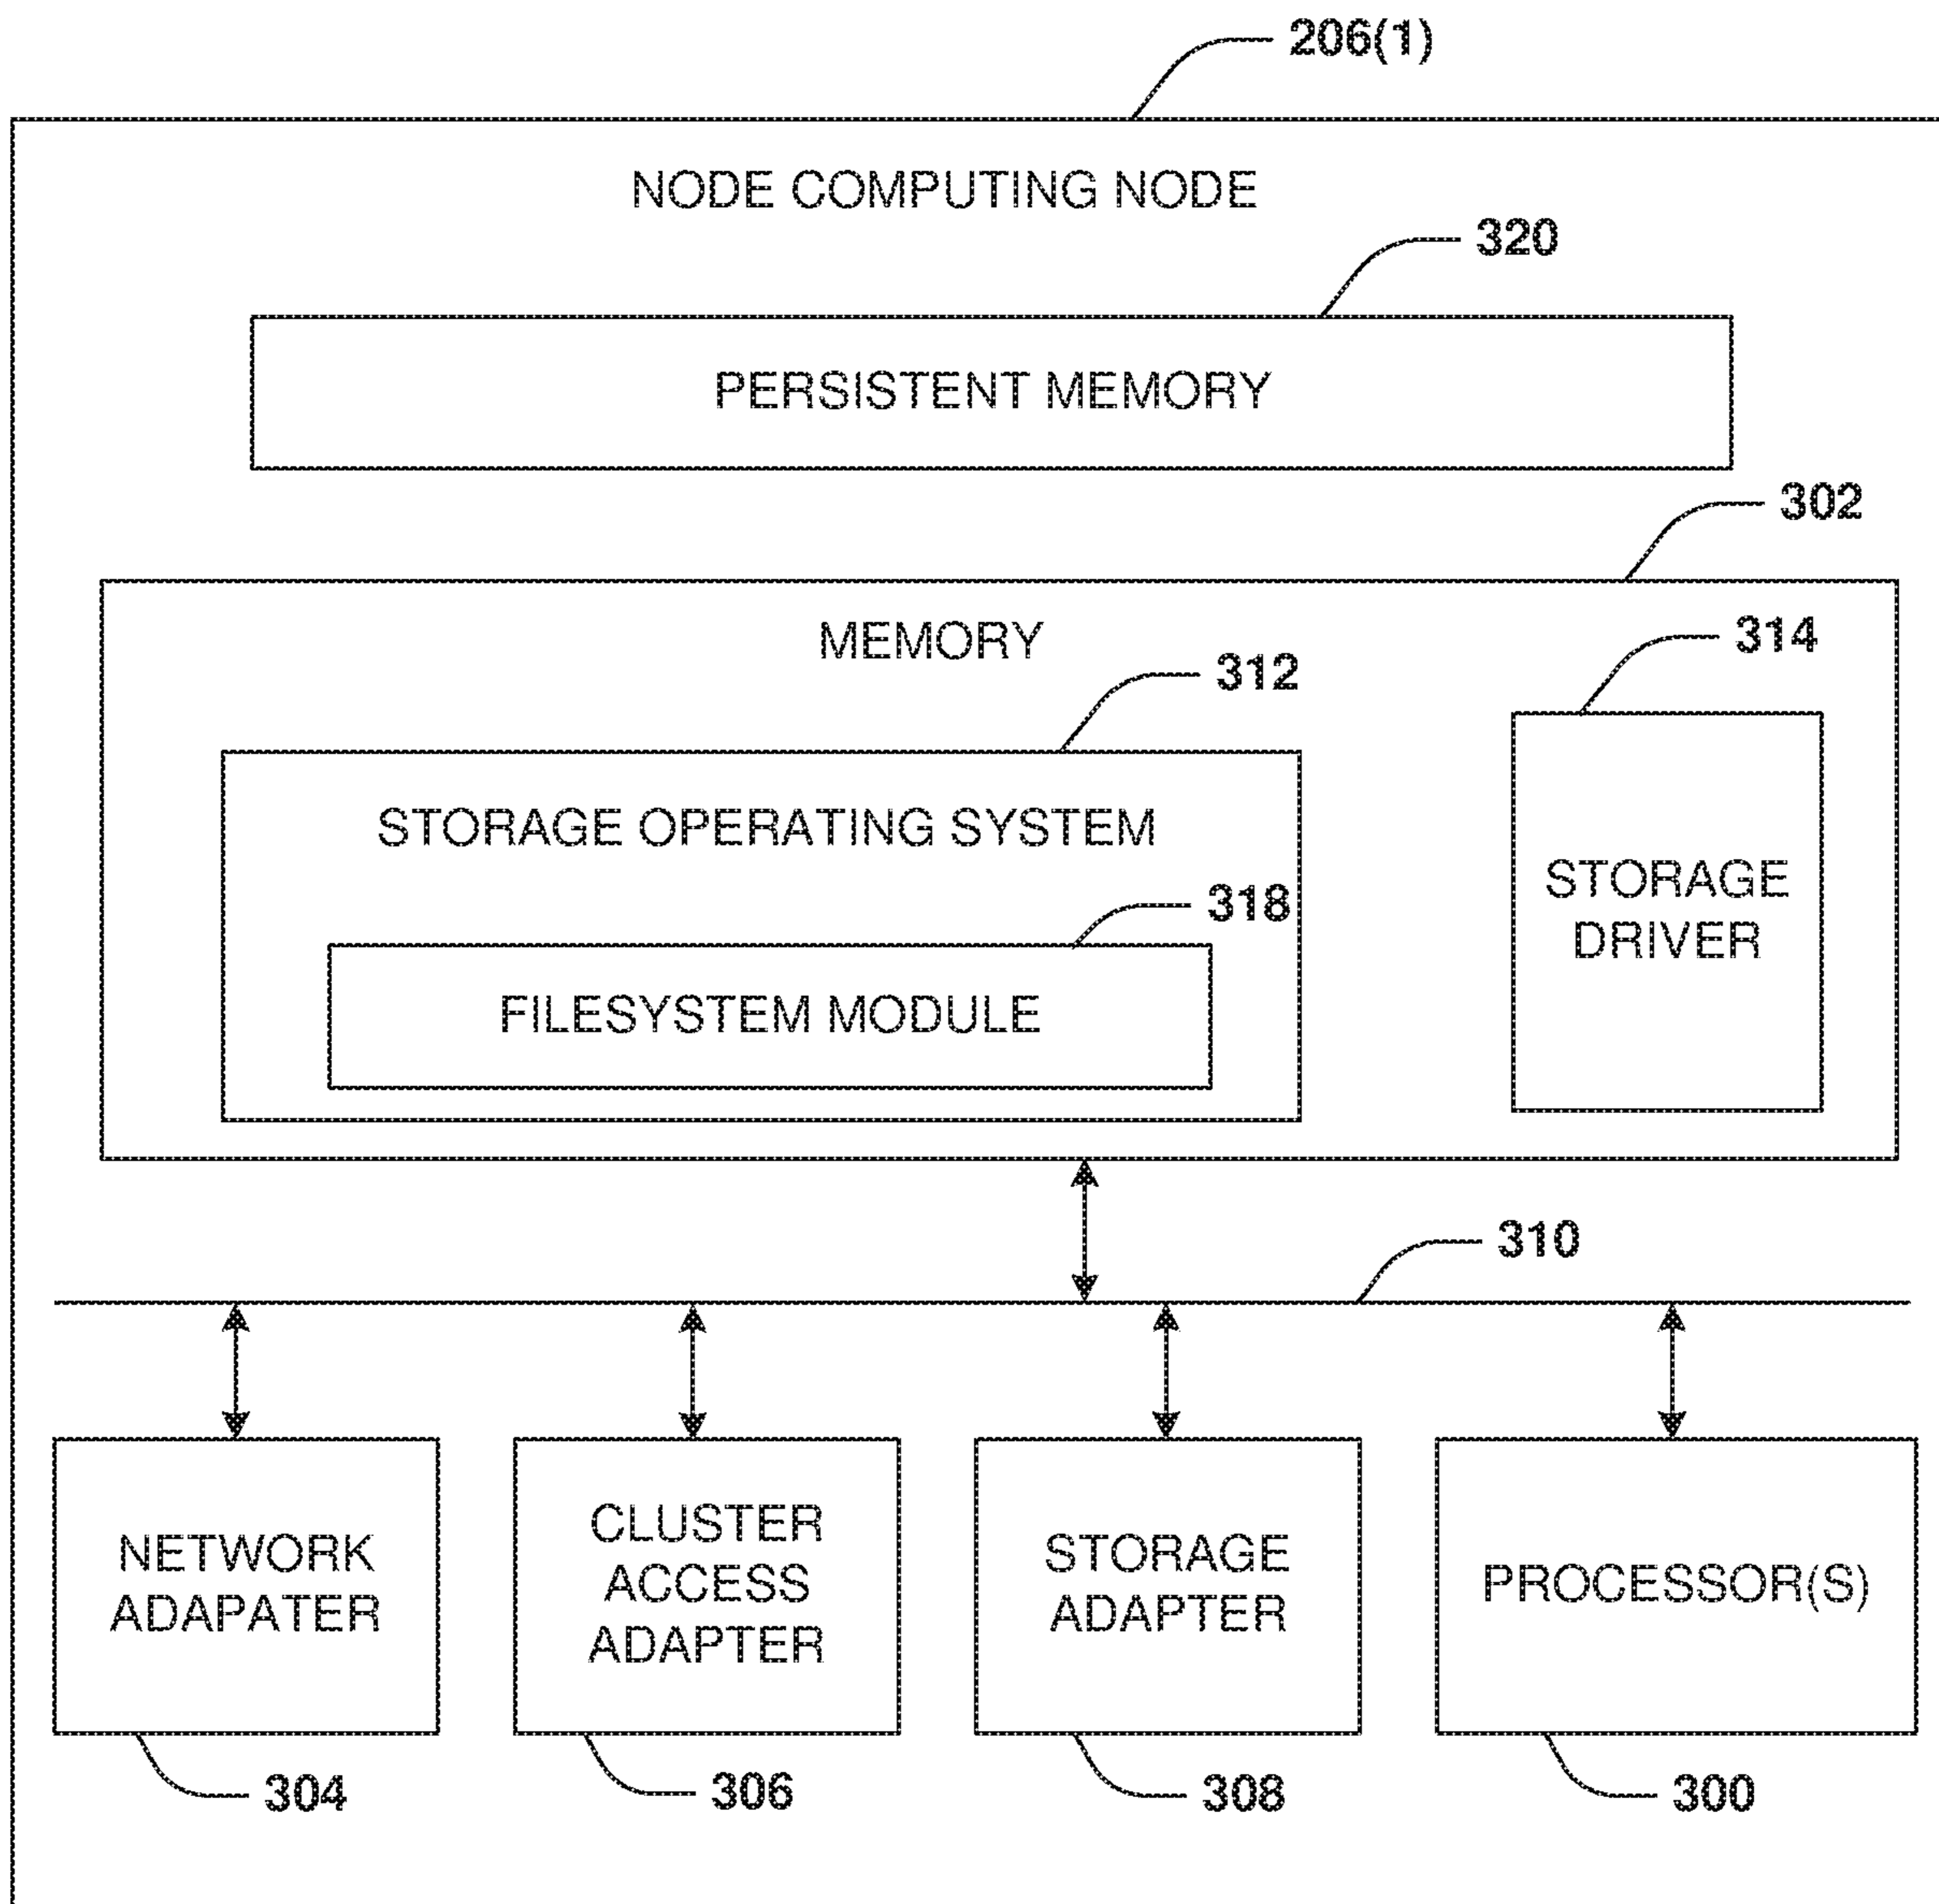 206(1)
NODE COMPUTING NODE
320
PERSISTENT MEMORY
302
MEMORY
314
312
STORAGE OPERATING SYSTEM
STORAGE
DRIVER
318
FILESYSTEM MODULE
310
NETWORK
ADAPATER
CLUSTER
ACCESS
ADAPTER
STORAGE
ADAPTER
PROCESSOR(S)
304
306
308
300